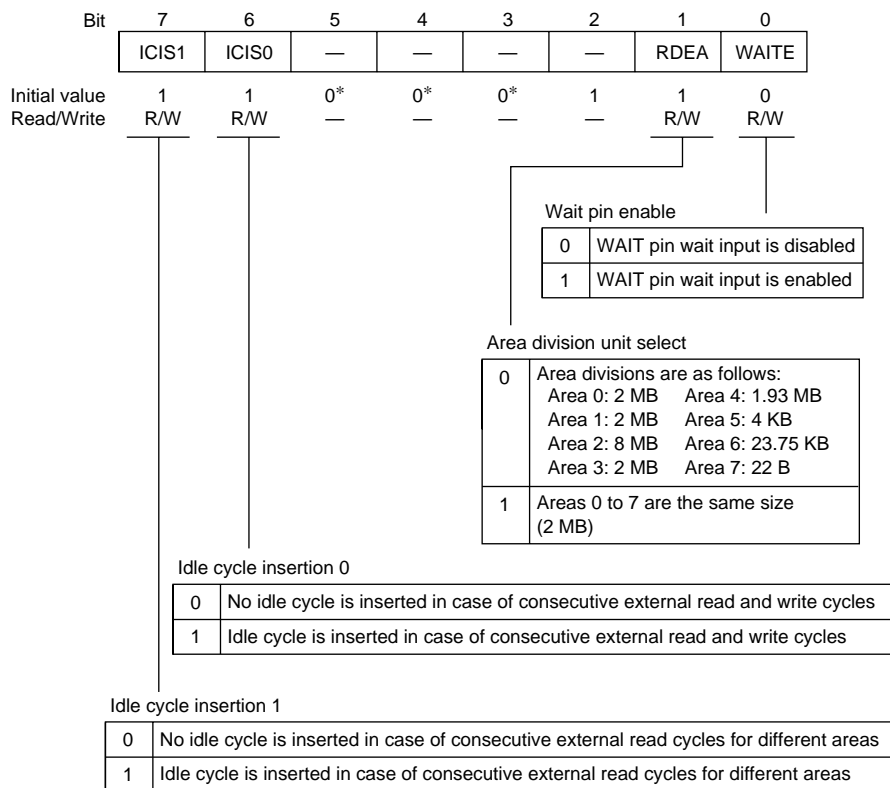 Bit 7 6 5 4 3 2 1 0
ICIS1 ICIS0 — — — — RDEA WAITE
Initial value 1 1 0* 0* 0* 1 1 0
Read/Write R/W R/W — — — — R/W R/W
Wait pin enable
0 WAIT pin wait input is disabled
1 WAIT pin wait input is enabled
Area division unit select
0 Area divisions are as follows:
Area 0: 2 MB Area 4: 1.93 MB
Area 1: 2 MB Area 5: 4 KB
Area 2: 8 MB Area 6: 23.75 KB
Area 3: 2 MB Area 7: 22 B
1 Areas 0 to 7 are the same size
(2 MB)
Idle cycle insertion 0
0 No idle cycle is inserted in case of consecutive external read and write cycles
1 Idle cycle is inserted in case of consecutive external read and write cycles
Idle cycle insertion 1
0 No idle cycle is inserted in case of consecutive external read cycles for different areas
1 Idle cycle is inserted in case of consecutive external read cycles for different areas